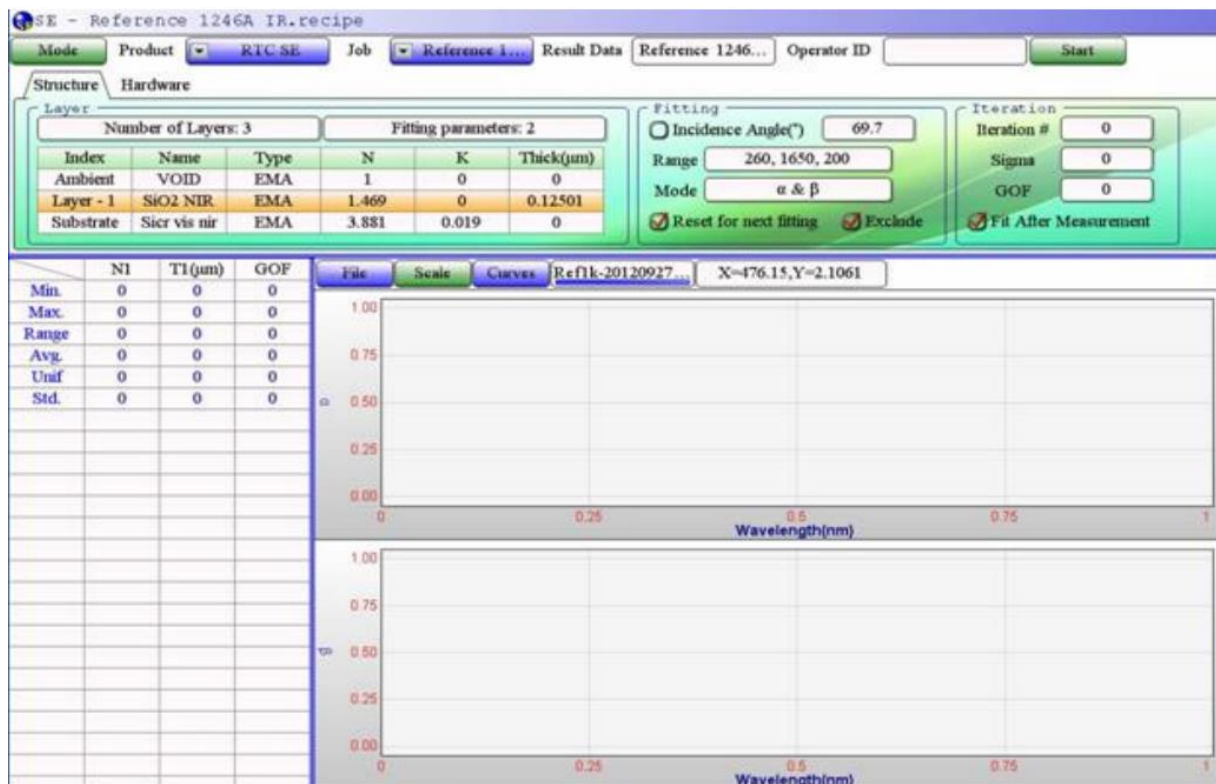 SE - Reference 1246A IR.recipe
Mode Product RTC SE Job Reference 1... Result Data Reference 1246... Operator ID Start
Structure Hardware
Layer
Number of Layers: 3 Fitting parameters: 2
Index Name Type N K Thick(µm)
Ambient VOID EMA 1 0 0
Layer - 1 SiO2 NIR EMA 1.469 0 0.12501
Substrate Sicr vis nir EMA 3.881 0.019 0
Fitting
Incidence Angle(°) 69.7
Range 260, 1650, 200
Mode α & β
Reset for next fitting Exclude
Iteration
Iteration # 0
Sigma 0
GOF 0
Fit After Measurement
N1 T1(µm) GOF
Min. 0 0 0
Max. 0 0 0
Range 0 0 0
Avg. 0 0 0
Unif 0 0 0
Std. 0 0 0
File Scale Curves Ref1k-20120927... X=476.15,Y=2.1061
1.00
0.75
α 0.50
0.25
0.00
0 0.25 0.5 0.75 1
Wavelength(nm)
1.00
0.75
β 0.50
0.25
0.00
0 0.25 0.5 0.75 1
Wavelength(nm)